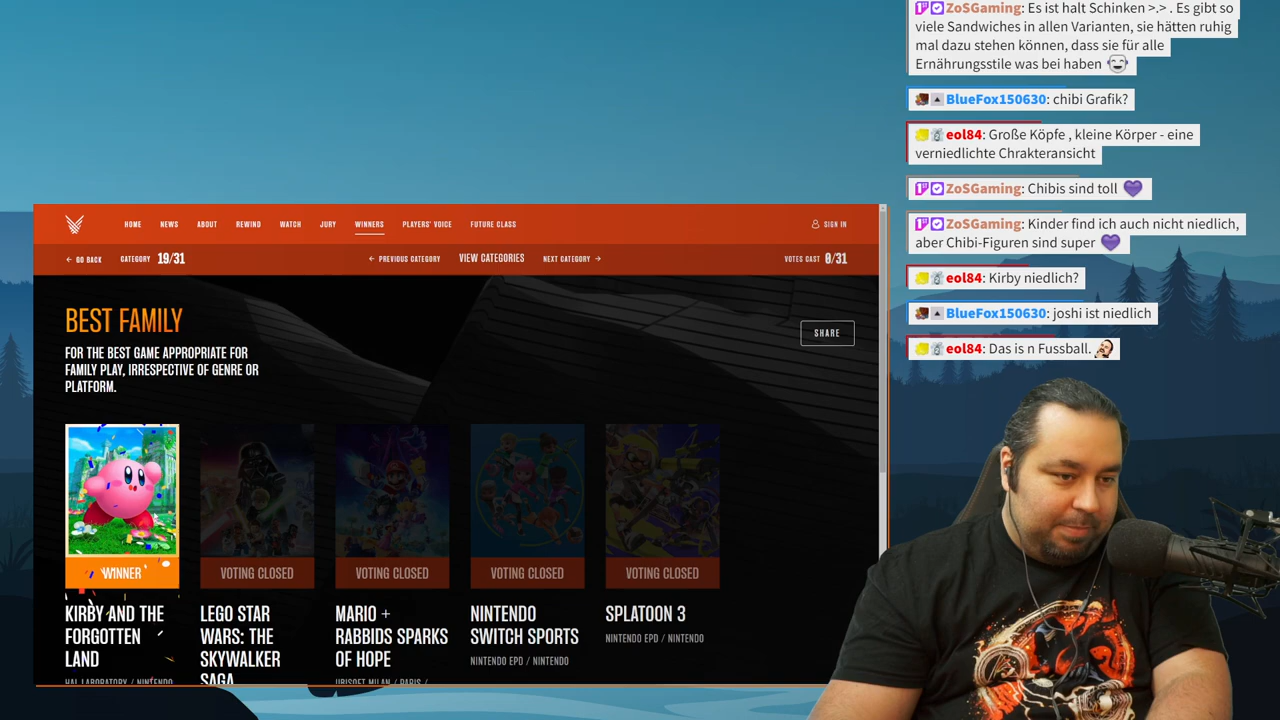 HOME NEWS ABOUT REWIND WATCH JURY WINNERS PLAYERS' VOICE FUTURE CLASS SIGN IN
← GO BACK CATEGORY 19/31 ← PREVIOUS CATEGORY VIEW CATEGORIES NEXT CATEGORY → VOTES CAST 0/31
BEST FAMILY
SHARE
FOR THE BEST GAME APPROPRIATE FOR
FAMILY PLAY, IRRESPECTIVE OF GENRE OR
PLATFORM.
WINNER
VOTING CLOSED
VOTING CLOSED
VOTING CLOSED
VOTING CLOSED
KIRBY AND THE
FORGOTTEN
LAND
HAL LABORATORY / NINTENDO
LEGO STAR
WARS: THE
SKYWALKER
SAGA
MARIO +
RABBIDS SPARKS
OF HOPE
UBISOFT MILAN / PARIS /
NINTENDO
SWITCH SPORTS
NINTENDO EPD / NINTENDO
SPLATOON 3
NINTENDO EPD / NINTENDO
ZoSGaming: Es ist halt Schinken >.> . Es gibt so
viele Sandwiches in allen Varianten, sie hätten ruhig
mal dazu stehen können, dass sie für alle
Ernährungsstile was bei haben
BlueFox150630: chibi Grafik?
eol84: Große Köpfe , kleine Körper - eine
verniedlichte Chrakteransicht
ZoSGaming: Chibis sind toll
ZoSGaming: Kinder find ich auch nicht niedlich,
aber Chibi-Figuren sind super
eol84: Kirby niedlich?
BlueFox150630: joshi ist niedlich
eol84: Das is n Fussball.